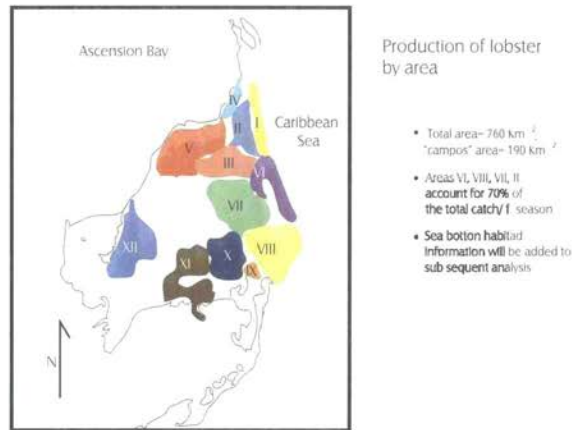 Ascension Bay
Caribbean
Sea
IV
I
II
V
III
VI
VII
XII
XI
X
VIII
IX
N
Production of lobster
by area
• Total area= 760 km 2.
"campos" area= 190 km 2
• Areas VI, VIII, VII, II
account for 70% of
the total catch/ f season
• Sea botton habitad
information will be added to
sub sequent analysis